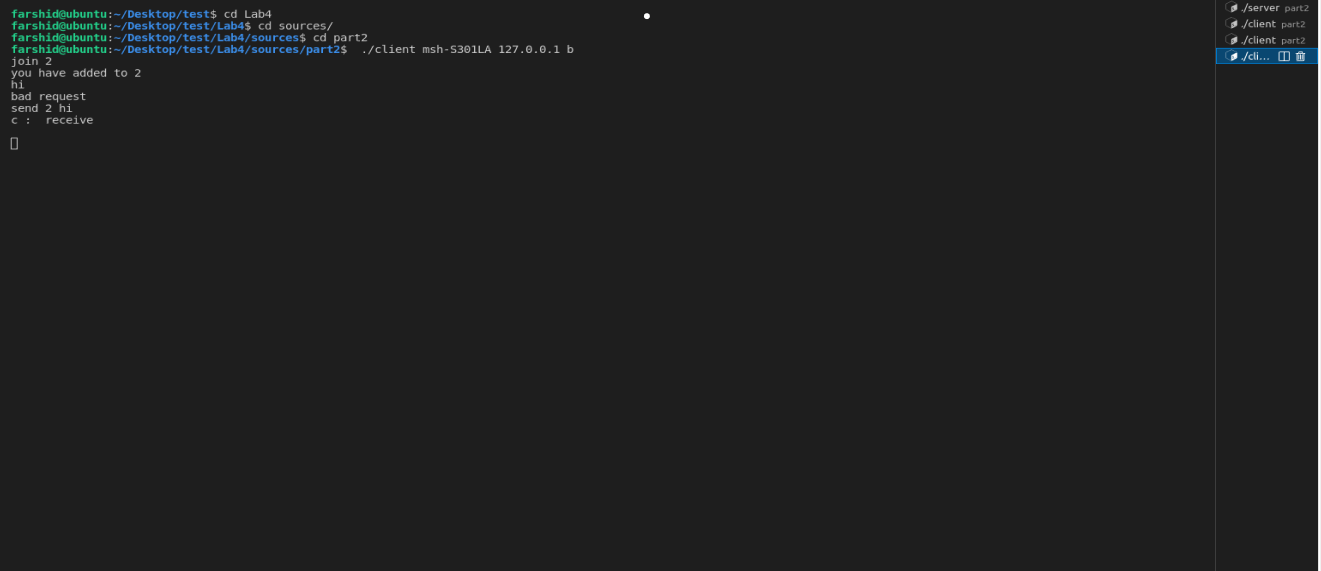 farshid@ubuntu:~/Desktop/test$ cd Lab4
farshid@ubuntu:~/Desktop/test/Lab4$ cd sources/
farshid@ubuntu:~/Desktop/test/Lab4/sources$ cd part2
farshid@ubuntu:~/Desktop/test/Lab4/sources/part2$  ./client msh-S301LA 127.0.0.1 b
join 2
you have added to 2
hi
bad request
send 2 hi
c :  receive
./server part2
./client part2
./client part2
./cli...